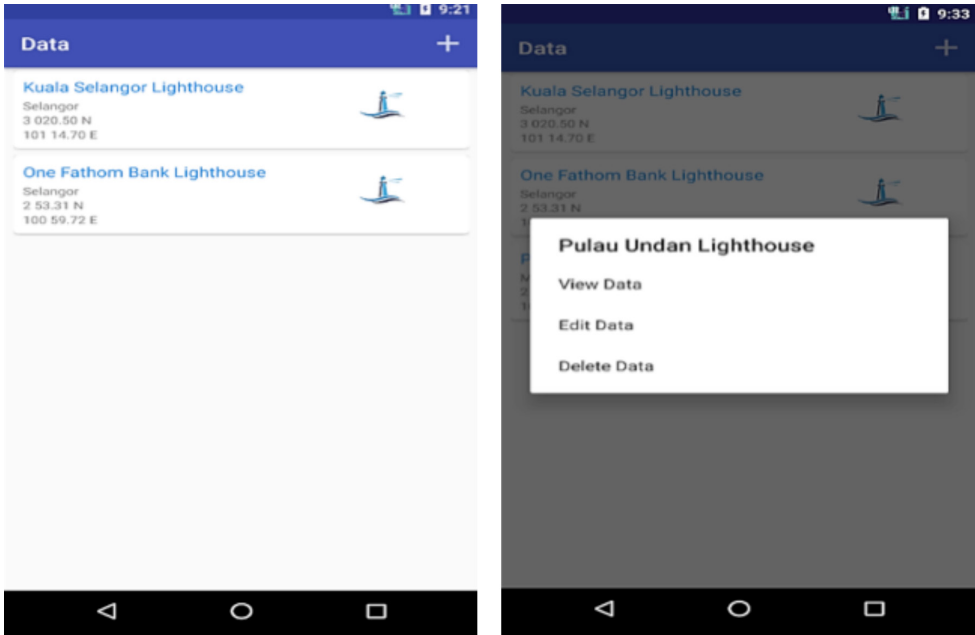 9:21
Data
Kuala Selangor Lighthouse
Selangor
3 020.50 N
101 14.70 E
One Fathom Bank Lighthouse
Selangor
2 53.31 N
100 59.72 E
9:33
Data
Kuala Selangor Lighthouse
Selangor
3 020.50 N
101 14.70 E
One Fathom Bank Lighthouse
Selangor
2 53.31 N
Pulau Undan Lighthouse
View Data
Edit Data
Delete Data